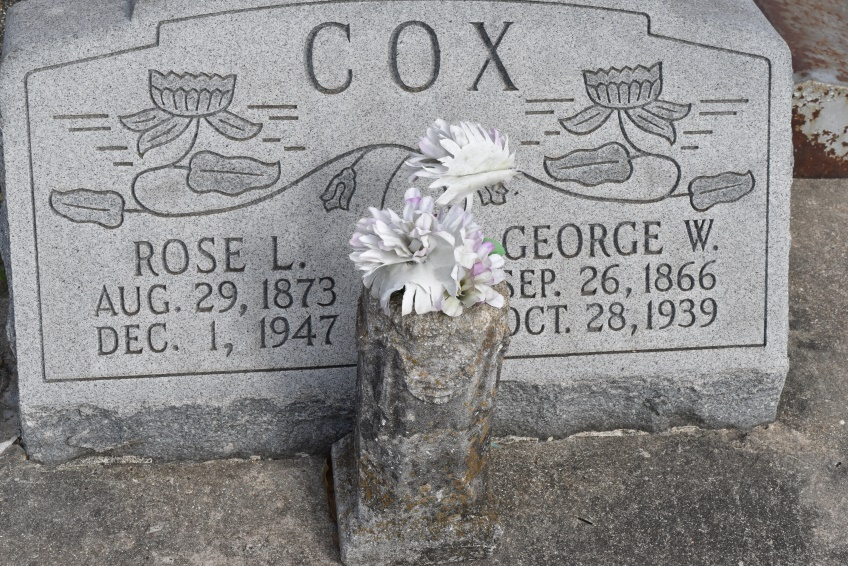 COX
ROSE L.
AUG. 29, 1873
DEC. 1, 1947
GEORGE W.
SEP. 26, 1866
OCT. 28, 1939